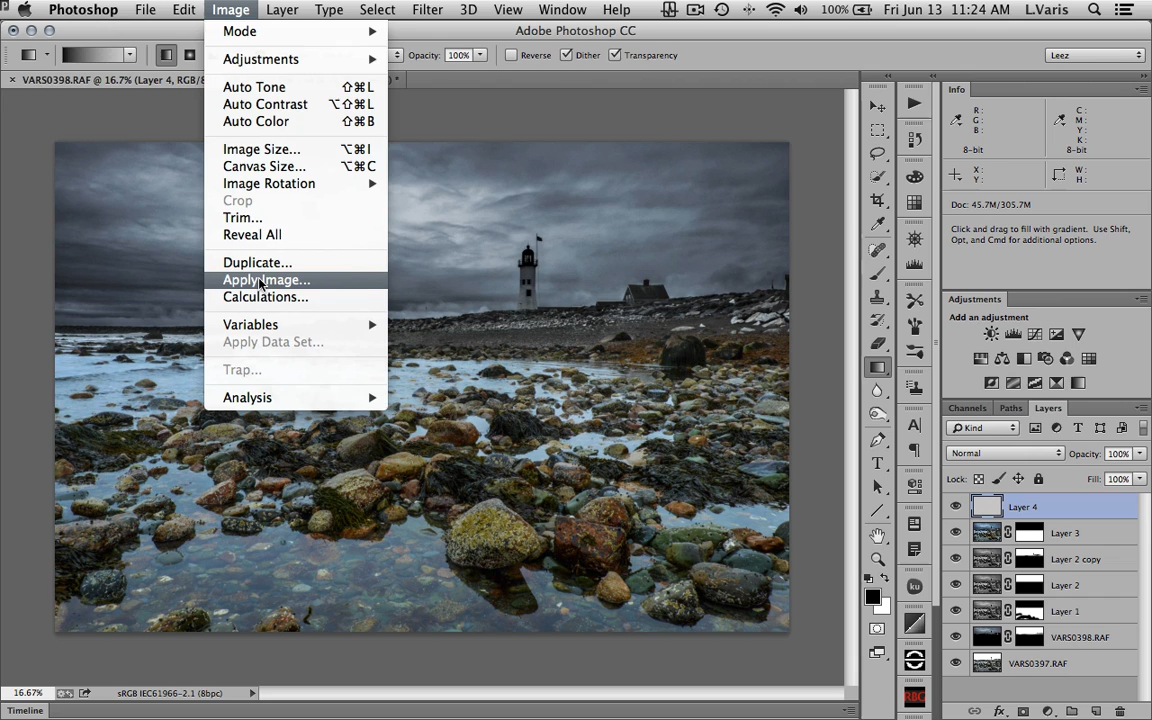 Photoshop File Edit Image Layer Type Select Filter 3D View Window Help 100% Fri Jun 13 11:24 AM L.Varis
Adobe Photoshop CC
Opacity: 100% Reverse Dither Transparency Leez
× VARS0398.RAF @ 16.7% (Layer 4, RGB/8 *
Mode
Adjustments
Auto Tone ⇧⌘L
Auto Contrast ⌥⇧⌘L
Auto Color ⇧⌘B
Image Size... ⌥⌘I
Canvas Size... ⌥⌘C
Image Rotation
Crop
Trim...
Reveal All
Duplicate...
Apply Image...
Calculations...
Variables
Apply Data Set...
Trap...
Analysis
Info
R: C:
G: M:
B: Y:
K:
8-bit 8-bit
X: W:
Y: H:
Doc: 45.7M/305.7M
Click and drag to fill with gradient. Use Shift,
Opt, and Cmd for additional options.
Adjustments
Add an adjustment
Channels Paths Layers
Kind
Normal Opacity: 100%
Lock: Fill: 100%
Layer 4
Layer 3
Layer 2 copy
Layer 2
Layer 1
VARS0398.RAF
VARS0397.RAF
ku
RBG
16.67% sRGB IEC61966-2.1 (8bpc)
Timeline
fx